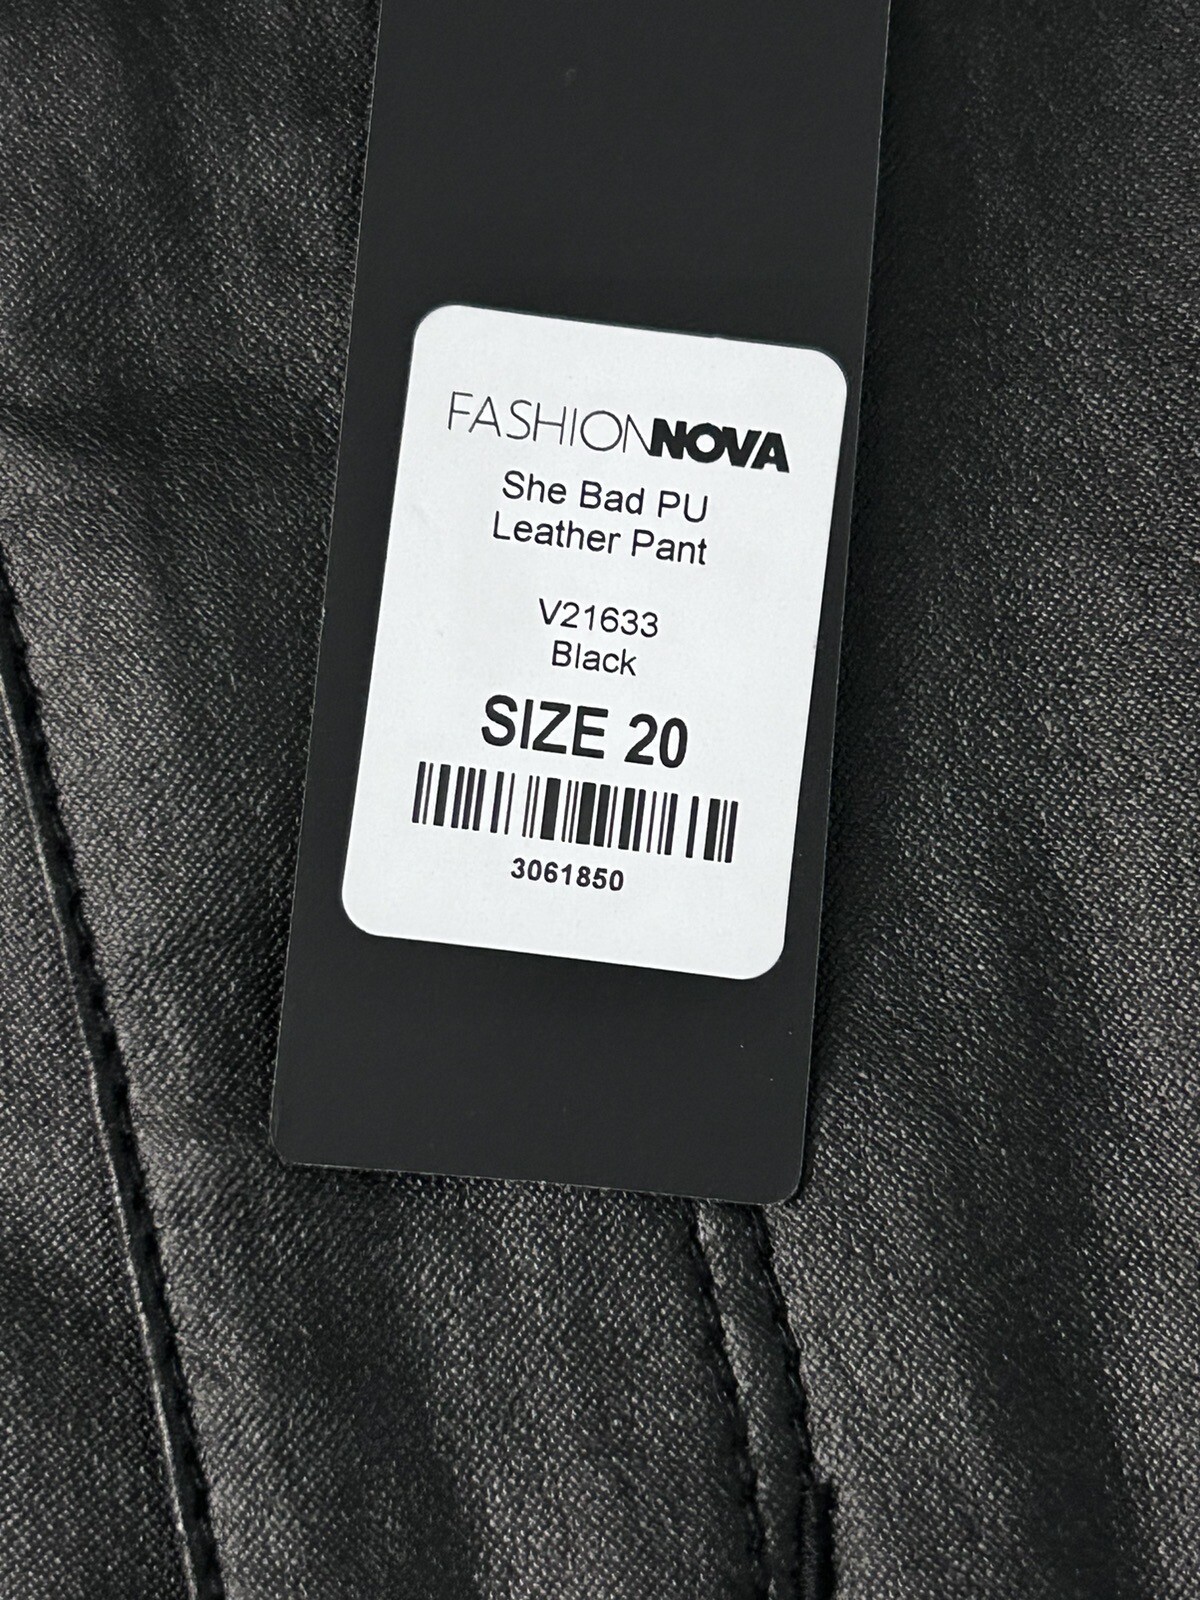 FASHIONNOVA
She Bad PU
Leather Pant
V21633
Black
SIZE 20
3061850